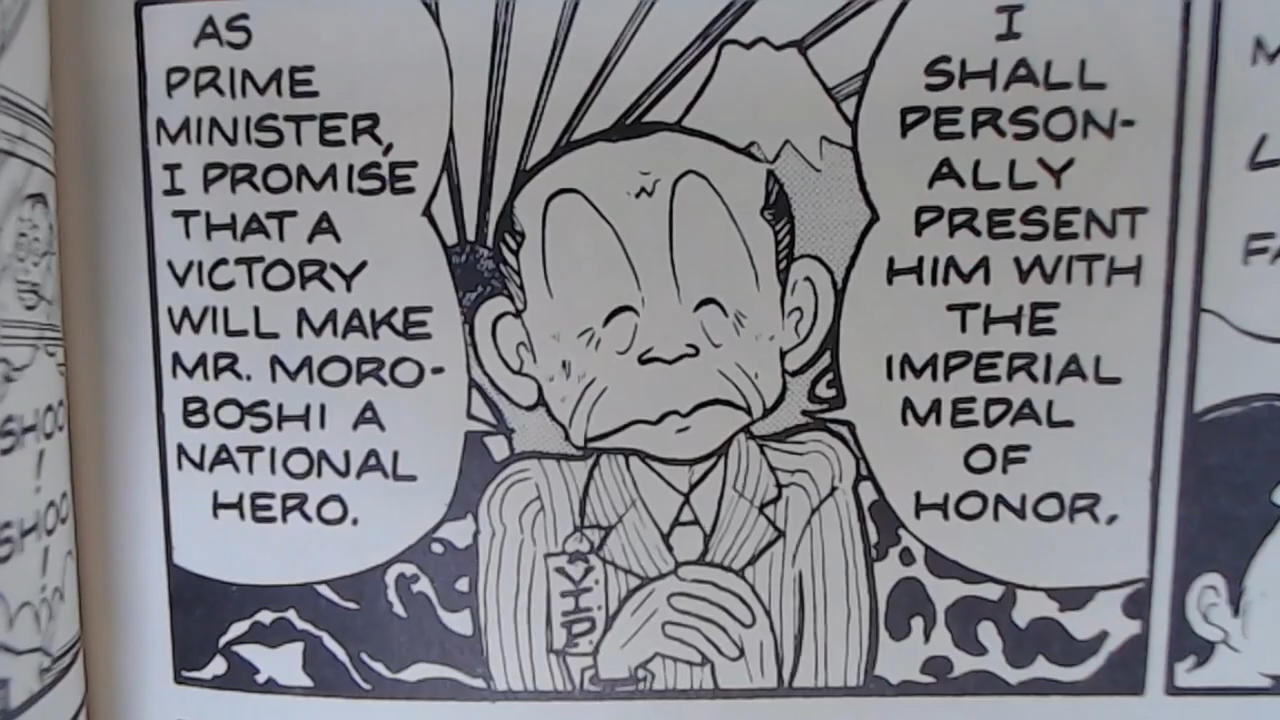 AS
PRIME
MINISTER,
I PROMISE
THAT A
VICTORY
WILL MAKE
MR. MORO-
BOSHI A
NATIONAL
HERO.
I
SHALL
PERSON-
ALLY
PRESENT
HIM WITH
THE
IMPERIAL
MEDAL
OF
HONOR.
V.I.P.
SHOO
!
SHOO
!